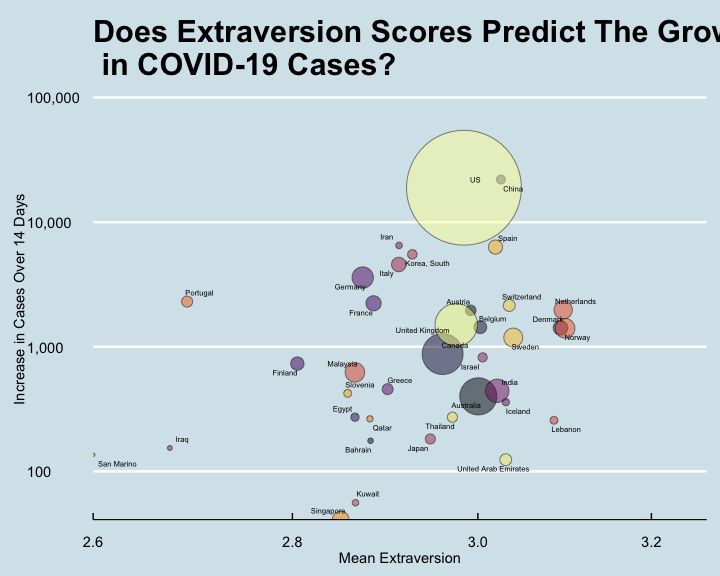 Does Extraversion Scores Predict The Grow
in COVID-19 Cases?
100,000
US
China
10,000
Iran
Spain
Korea, South
Italy
Germany
Portugal
Switzerland
Austria
Netherlands
France
Belgium
Denmark
United Kingdom
Norway
1,000
Canada
Sweden
Malaysia
Israel
Finland
Greece
India
Slovenia
Australia
Egypt
Iceland
Qatar
Thailand
Lebanon
Iraq
Bahrain
Japan
San Marino
United Arab Emirates
100
Kuwait
Singapore
Increase in Cases Over 14 Days
2.6 2.8 3.0 3.2
Mean Extraversion